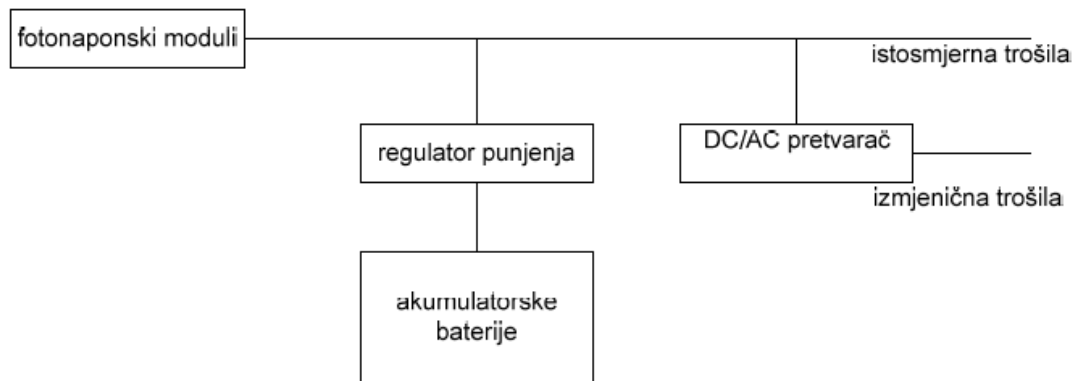 fotonaponski moduli
istosmjerna trošila
regulator punjenja
DC/AC pretvarač
izmjenična trošila
akumulatorske
baterije